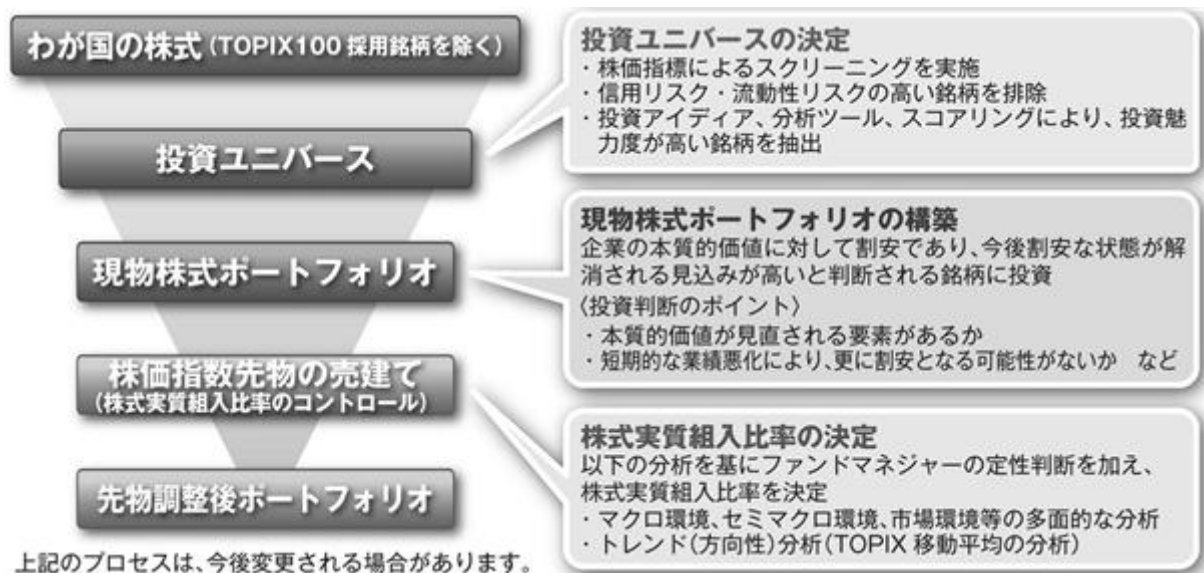 わが国の株式(TOPIX100採用銘柄を除く)
投資ユニバースの決定
・株価指標によるスクリーニングを実施
・信用リスク・流動性リスクの高い銘柄を排除
・投資アイディア、分析ツール、スコアリングにより、投資魅
力度が高い銘柄を抽出
投資ユニバース
現物株式ポートフォリオの構築
企業の本質的価値に対して割安であり、今後割安な状態が解
消される見込みが高いと判断される銘柄に投資
〈投資判断のポイント〉
・本質的価値が見直される要素があるか
・短期的な業績悪化により、更に割安となる可能性がないか など
現物株式ポートフォリオ
株価指数先物の売建て
(株式実質組入比率のコントロール)
株式実質組入比率の決定
以下の分析を基にファンドマネジャーの定性判断を加え、
株式実質組入比率を決定
・マクロ環境、セミマクロ環境、市場環境等の多面的な分析
・トレンド(方向性)分析(TOPIX 移動平均の分析)
先物調整後ポートフォリオ
上記のプロセスは、今後変更される場合があります。